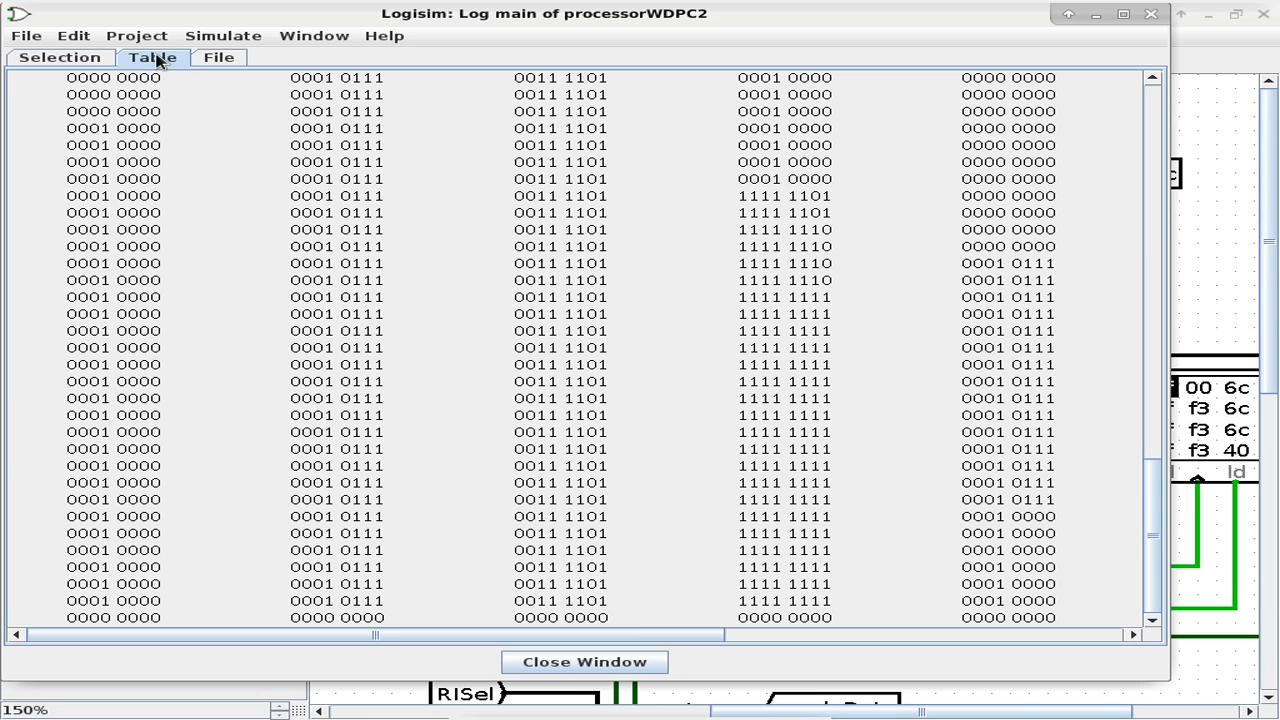 Logisim: Log main of processorWDPC2
File Edit Project Simulate Window Help
Selection Table File
0000 0000 0001 0111 0011 1101 0001 0000 0000 0000
0000 0000 0001 0111 0011 1101 0001 0000 0000 0000
0000 0000 0001 0111 0011 1101 0001 0000 0000 0000
0001 0000 0001 0111 0011 1101 0001 0000 0000 0000
0001 0000 0001 0111 0011 1101 0001 0000 0000 0000
0001 0000 0001 0111 0011 1101 0001 0000 0000 0000
0001 0000 0001 0111 0011 1101 0001 0000 0000 0000
0001 0000 0001 0111 0011 1101 1111 1101 0000 0000
0001 0000 0001 0111 0011 1101 1111 1101 0000 0000
0001 0000 0001 0111 0011 1101 1111 1110 0000 0000
0001 0000 0001 0111 0011 1101 1111 1110 0000 0000
0001 0000 0001 0111 0011 1101 1111 1110 0001 0111
0001 0000 0001 0111 0011 1101 1111 1110 0001 0111
0001 0000 0001 0111 0011 1101 1111 1111 0001 0111
0001 0000 0001 0111 0011 1101 1111 1111 0001 0111
0001 0000 0001 0111 0011 1101 1111 1111 0001 0111
0001 0000 0001 0111 0011 1101 1111 1111 0001 0111
0001 0000 0001 0111 0011 1101 1111 1111 0001 0111
0001 0000 0001 0111 0011 1101 1111 1111 0001 0111
0001 0000 0001 0111 0011 1101 1111 1111 0001 0111
0001 0000 0001 0111 0011 1101 1111 1111 0001 0111
0001 0000 0001 0111 0011 1101 1111 1111 0001 0111
0001 0000 0001 0111 0011 1101 1111 1111 0001 0111
0001 0000 0001 0111 0011 1101 1111 1111 0001 0111
0001 0000 0001 0111 0011 1101 1111 1111 0001 0111
0001 0000 0001 0111 0011 1101 1111 1111 0001 0111
0001 0000 0001 0111 0011 1101 1111 1111 0001 0000
0001 0000 0001 0111 0011 1101 1111 1111 0001 0000
0001 0000 0001 0111 0011 1101 1111 1111 0001 0000
0001 0000 0001 0111 0011 1101 1111 1111 0001 0000
0001 0000 0001 0111 0011 1101 1111 1111 0001 0000
0001 0000 0001 0111 0011 1101 1111 1111 0001 0000
0000 0000 0000 0000 0000 0000 0000 0000 0000 0000
Close Window
00 6c
f3 6c
f3 6c
f3 40
ld
RISel
150%